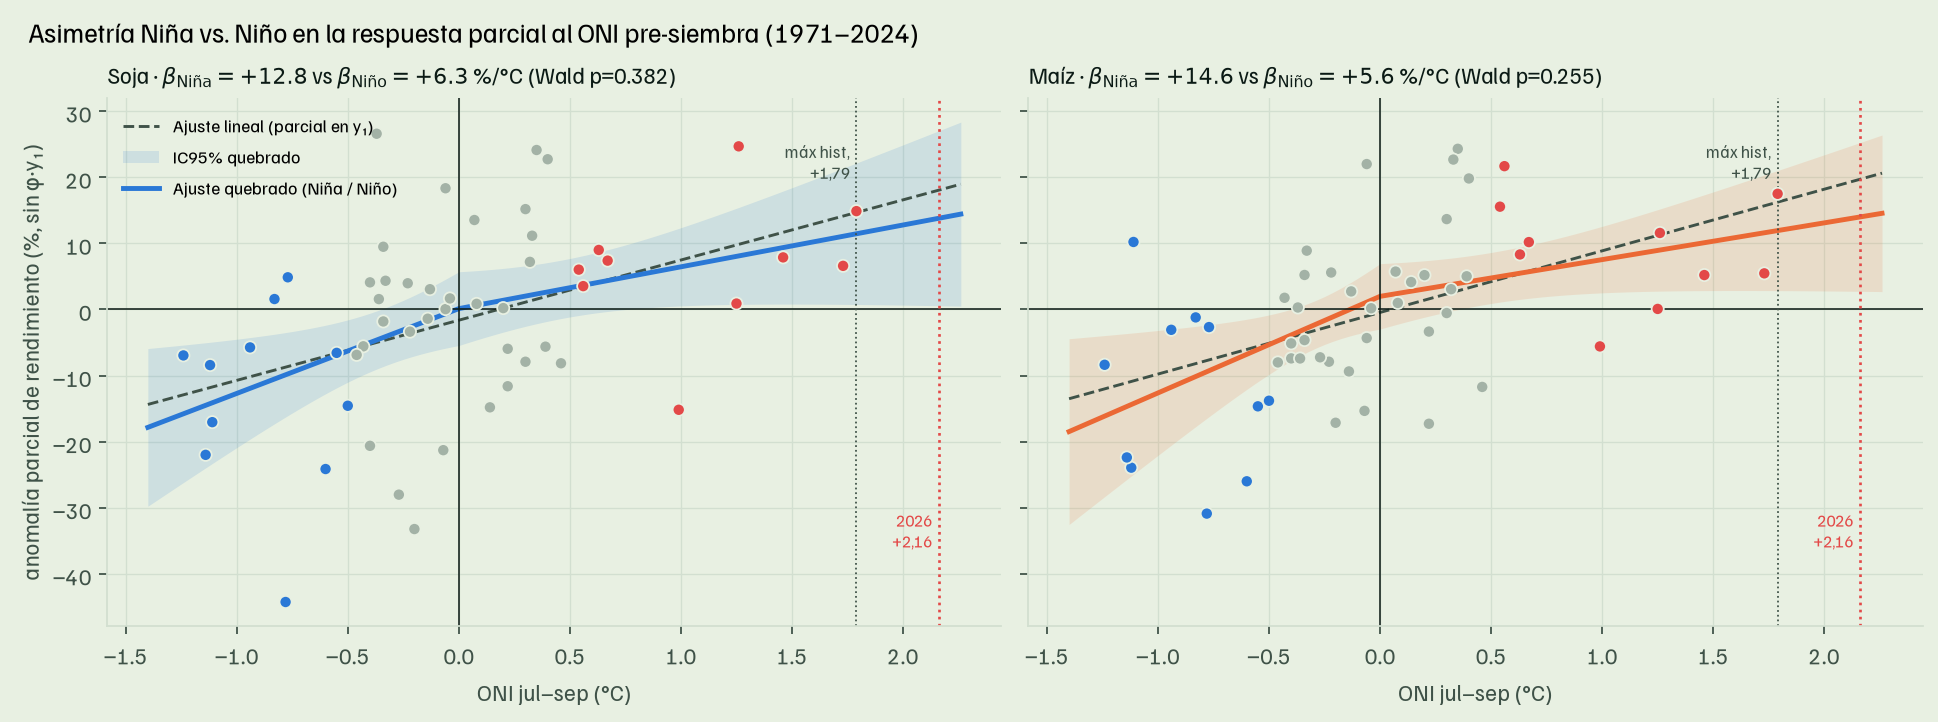 Asimetría Niña vs. Niño en la respuesta parcial al ONI pre-siembra (1971–2024)
Soja · βNiña = +12.8 vs βNiño = +6.3 %/°C (Wald p=0.382)
anomalía parcial de rendimiento (%, sin φ·y₁)
30
20
10
0
−10
−20
−30
−40
Ajuste lineal (parcial en y₁)
IC95% quebrado
Ajuste quebrado (Niña / Niño)
máx hist,
+1,79
2026
+2,16
−1.5
−1.0
−0.5
0.0
0.5
1.0
1.5
2.0
ONI jul–sep (°C)
Maíz · βNiña = +14.6 vs βNiño = +5.6 %/°C (Wald p=0.255)
máx hist,
+1,79
2026
+2,16
−1.5
−1.0
−0.5
0.0
0.5
1.0
1.5
2.0
ONI jul–sep (°C)